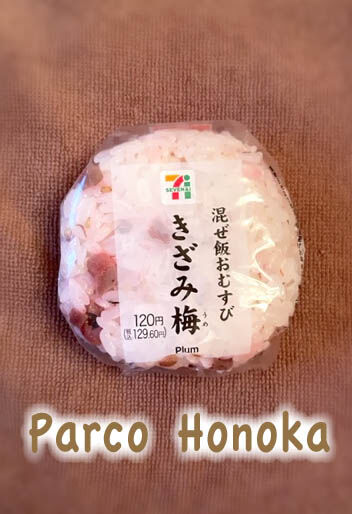 SEVEN&i
混ぜ飯おむすび
きざみ梅
うめ
120円
(税込129.60円)
Plum
Parco Honoka